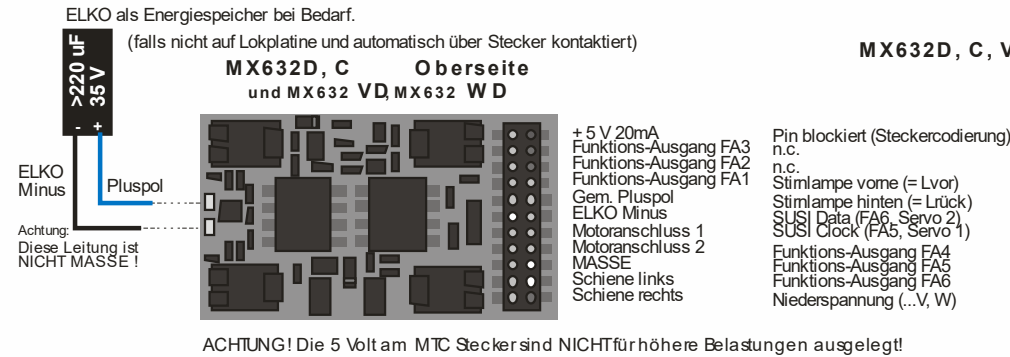 ELKO als Energiespeicher bei Bedarf.
(falls nicht auf Lokplatine und automatisch über Stecker kontaktiert)
>220 uF
35 V
- +
ELKO
Minus
Pluspol
Achtung:
Diese Leitung ist
NICHT MASSE !
MX632D, C Oberseite
und MX632 VD, MX632 WD
MX632D, C, V
+ 5 V 20mA
Funktions-Ausgang FA3
Funktions-Ausgang FA2
Funktions-Ausgang FA1
Gem. Pluspol
ELKO Minus
Motoranschluss 1
Motoranschluss 2
MASSE
Schiene links
Schiene rechts
Pin blockiert (Steckercodierung)
n.c.
n.c.
Stirnlampe vorne (= Lvor)
Stirnlampe hinten (= Lrück)
SUSI Data (FA6, Servo 2)
SUSI Clock (FA5, Servo 1)
Funktions-Ausgang FA4
Funktions-Ausgang FA5
Funktions-Ausgang FA6
Niederspannung (...V, W)
ACHTUNG! Die 5 Volt am MTC Stecker sind NICHT für höhere Belastungen ausgelegt!